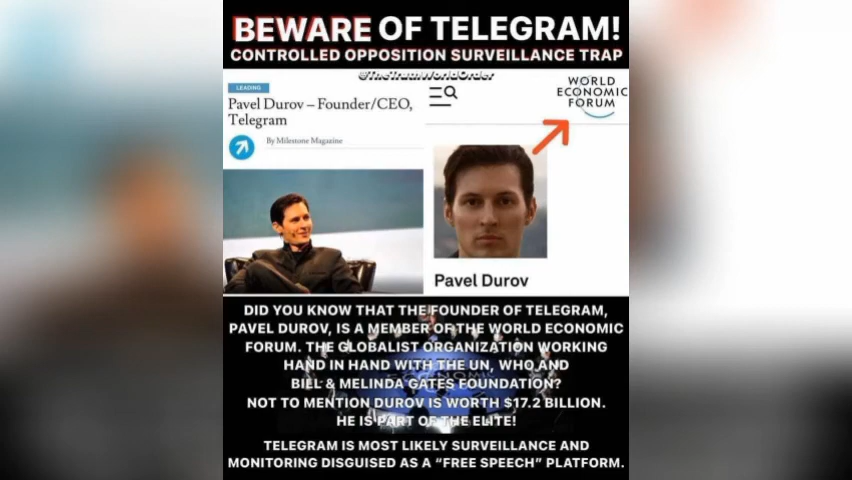 BEWARE OF TELEGRAM!
CONTROLLED OPPOSITION SURVEILLANCE TRAP
@TheTruthWorldOrder
LEADING
Pavel Durov – Founder/CEO,
Telegram
By Milestone Magazine
WORLD
ECONOMIC
FORUM
Pavel Durov
DID YOU KNOW THAT THE FOUNDER OF TELEGRAM,
PAVEL DUROV, IS A MEMBER OF THE WORLD ECONOMIC
FORUM. THE GLOBALIST ORGANIZATION WORKING
HAND IN HAND WITH THE UN, WHO AND
BILL & MELINDA GATES FOUNDATION?
NOT TO MENTION DUROV IS WORTH $17.2 BILLION.
HE IS PART OF THE ELITE!
TELEGRAM IS MOST LIKELY SURVEILLANCE AND
MONITORING DISGUISED AS A “FREE SPEECH” PLATFORM.